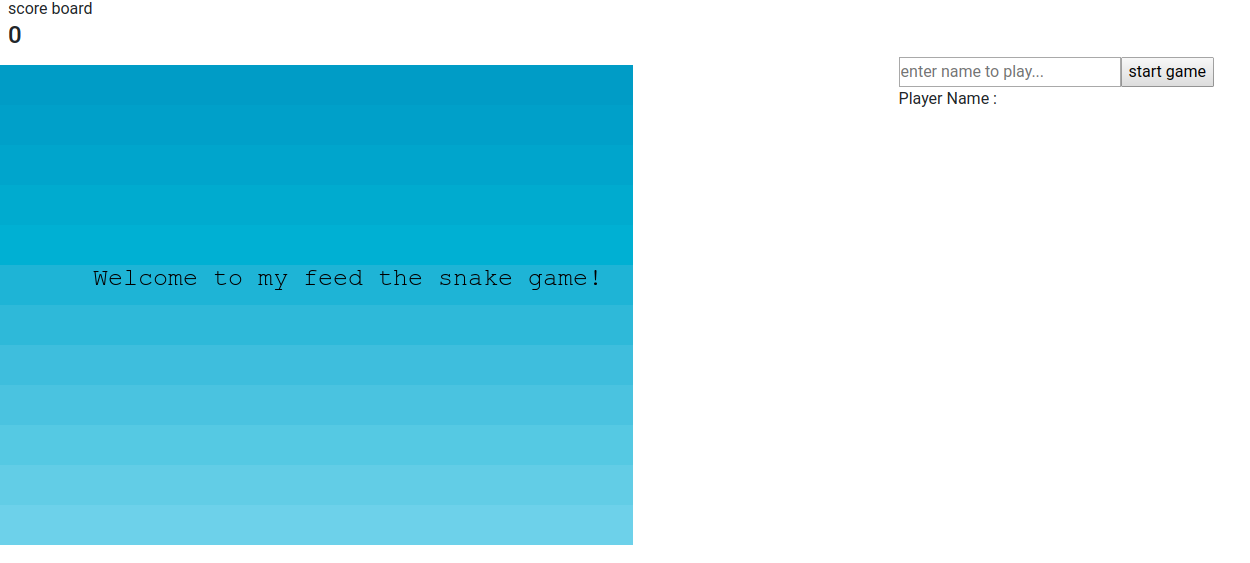 score board
0
enter name to play...
start game
Player Name :
Welcome to my feed the snake game!